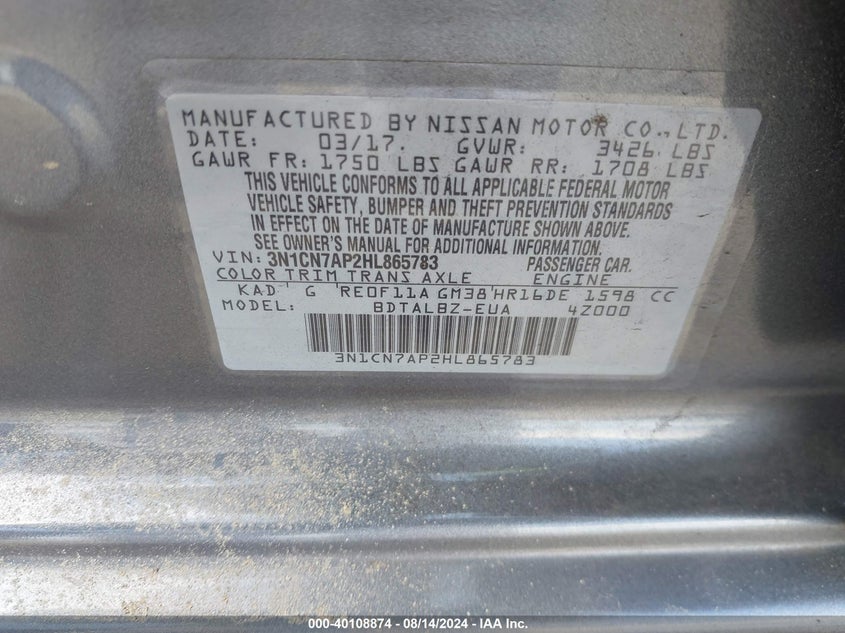 MANUFACTURED BY NISSAN MOTOR CO., LTD.
DATE: 03/17. GVWR: 3426 LBS
GAWR FR: 1750 LBS GAWR RR: 1708 LBS
THIS VEHICLE CONFORMS TO ALL APPLICABLE FEDERAL MOTOR
VEHICLE SAFETY, BUMPER AND THEFT PREVENTION STANDARDS
IN EFFECT ON THE DATE OF MANUFACTURE SHOWN ABOVE.
SEE OWNER'S MANUAL FOR ADDITIONAL INFORMATION.
VIN: 3N1CN7AP2HL865783 PASSENGER CAR.
COLOR TRIM TRANS AXLE ENGINE
KAD G RE0F11A GM38 HR16DE 1598 CC
MODEL: BDTALBZ-EUA 4Z000
3N1CN7AP2HL865783
000-40108874 - 08/14/2024 - IAA Inc.